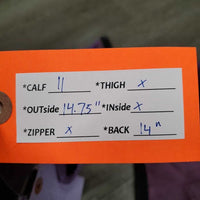 *CALF 11 *THIGH x
*OUTside 14.75" *INside x
*ZIPPER x *BACK 14"